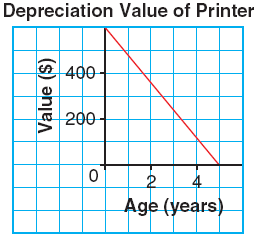 Depreciation Value of Printer
Value ($)
400
200
0
2
4
Age (years)